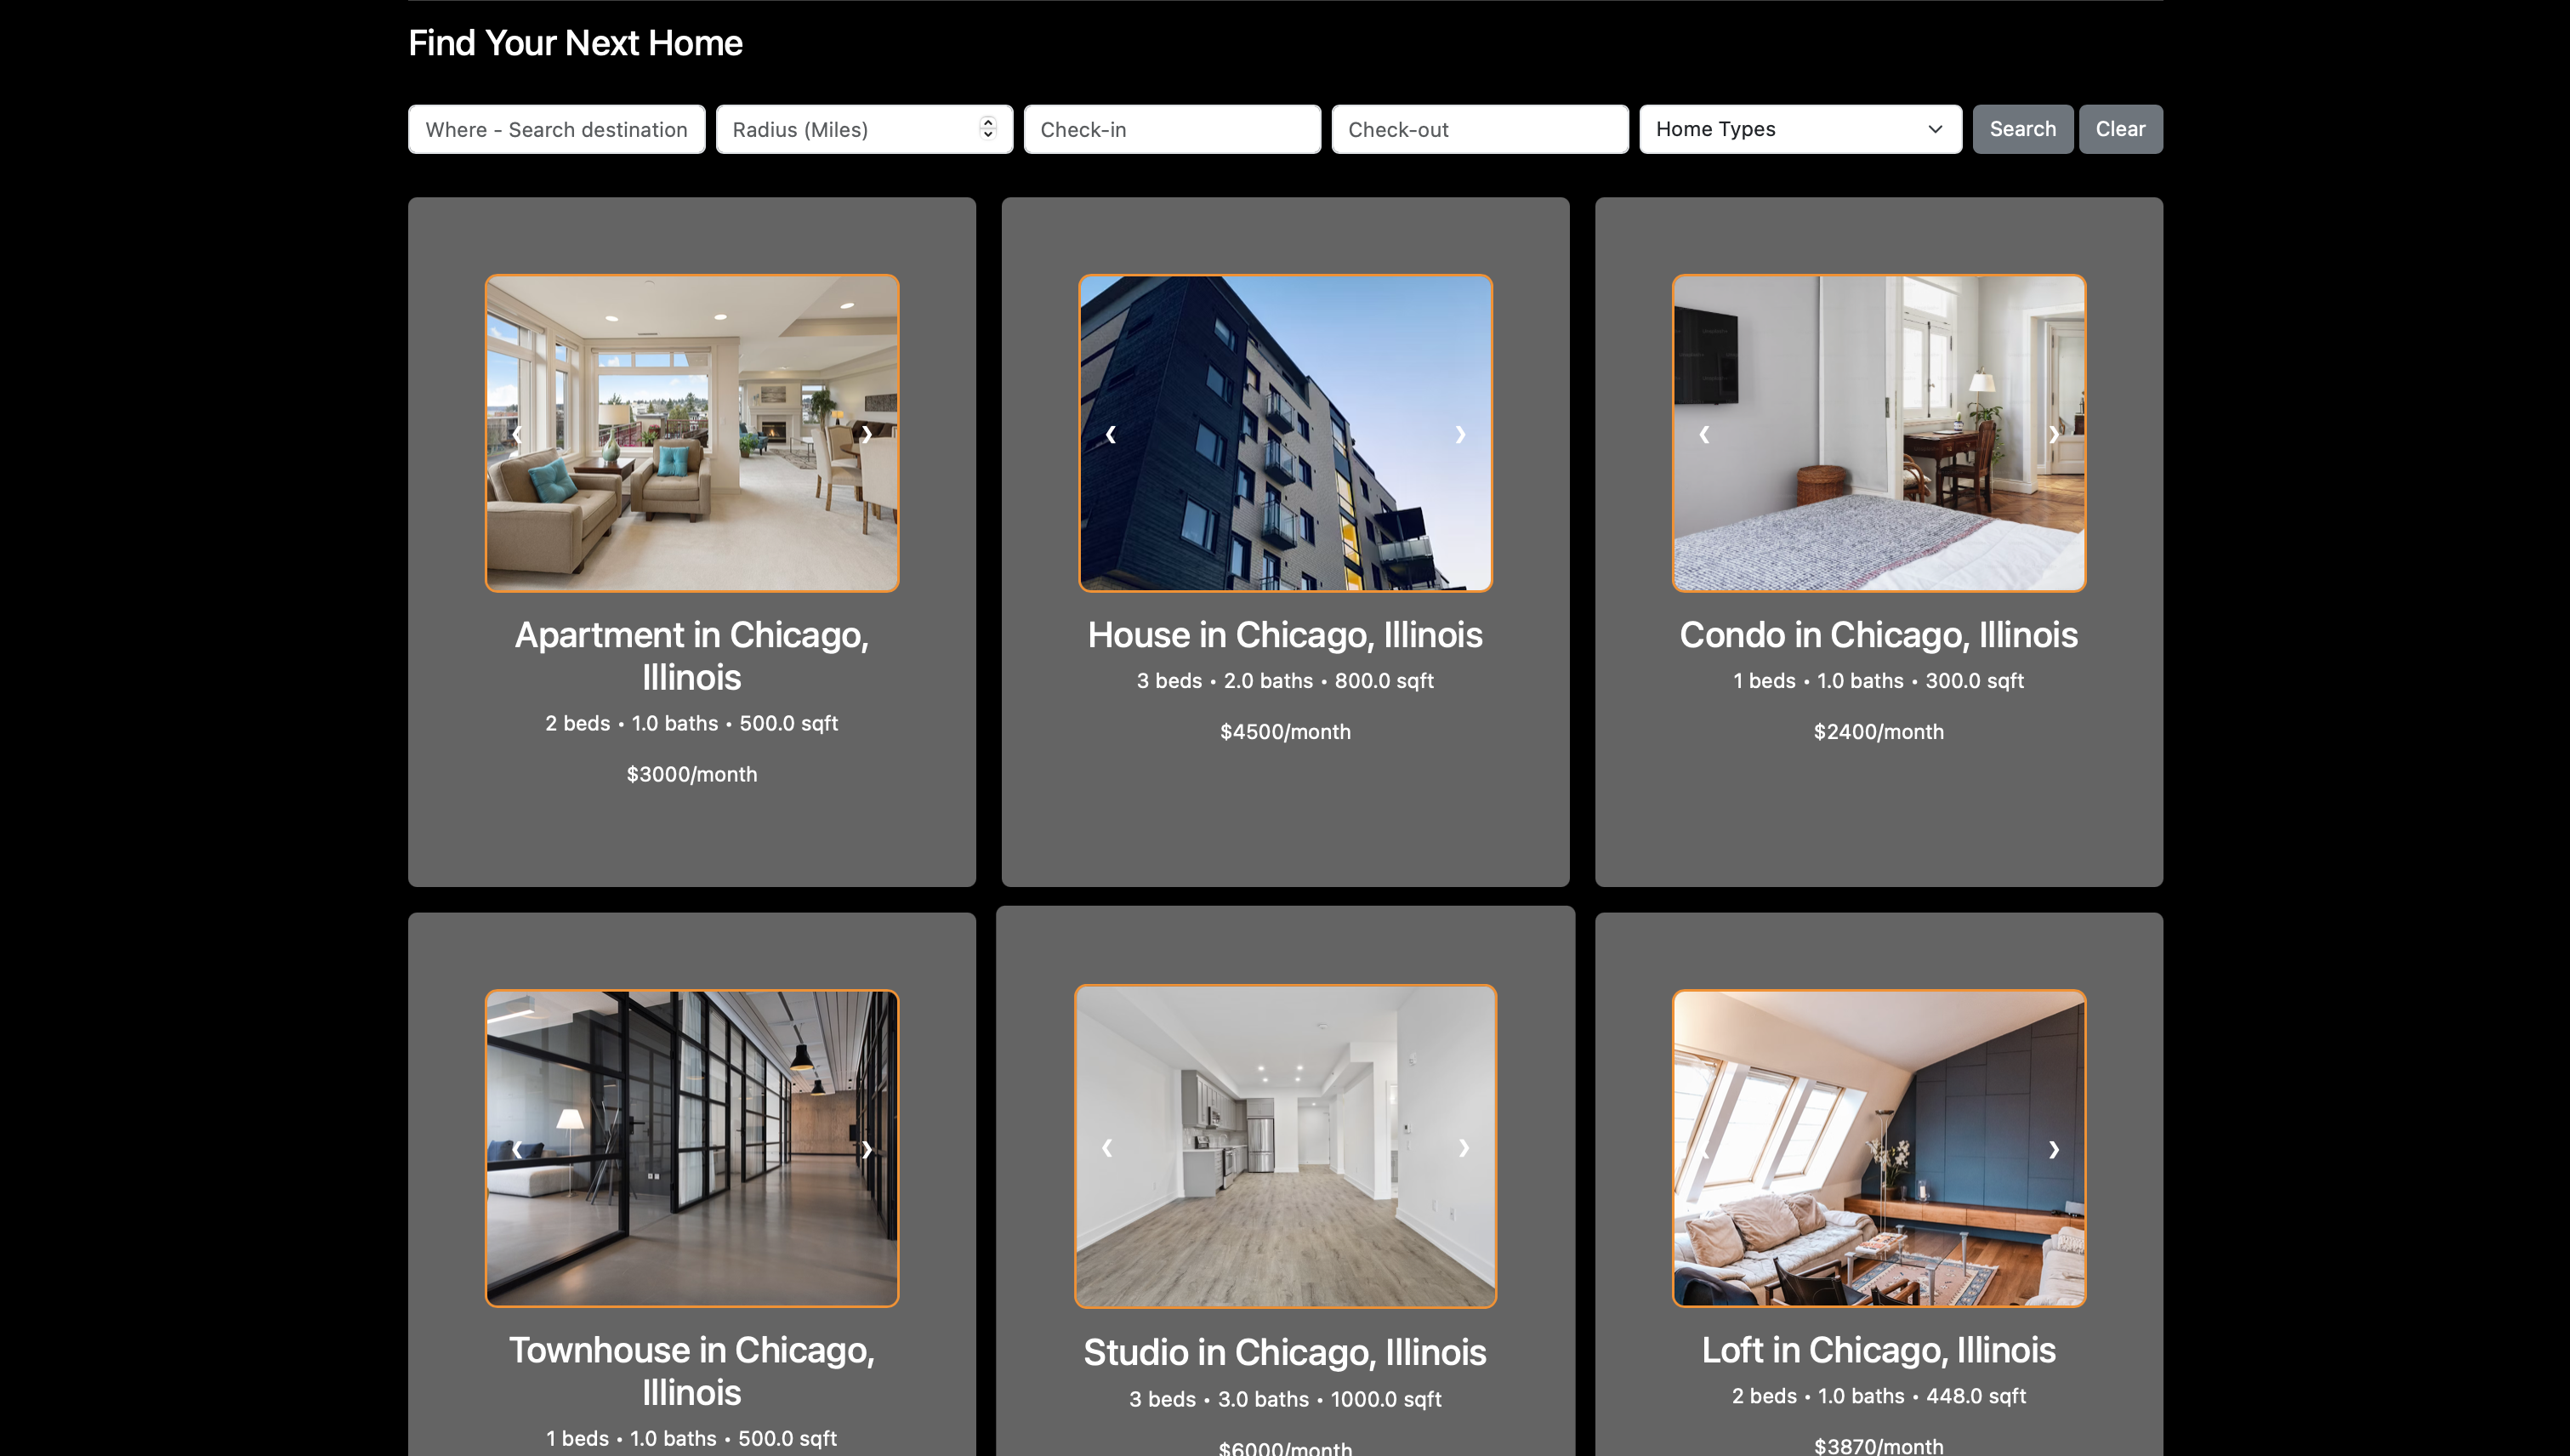 Find Your Next Home
Where - Search destination
Radius (Miles)
Check-in
Check-out
Home Types
Search
Clear
Apartment in Chicago,
Illinois
2 beds • 1.0 baths • 500.0 sqft
$3000/month
House in Chicago, Illinois
3 beds • 2.0 baths • 800.0 sqft
$4500/month
Condo in Chicago, Illinois
1 beds • 1.0 baths • 300.0 sqft
$2400/month
Townhouse in Chicago,
Illinois
1 beds • 1.0 baths • 500.0 sqft
Studio in Chicago, Illinois
3 beds • 3.0 baths • 1000.0 sqft
$6000/month
Loft in Chicago, Illinois
2 beds • 1.0 baths • 448.0 sqft
$3870/month